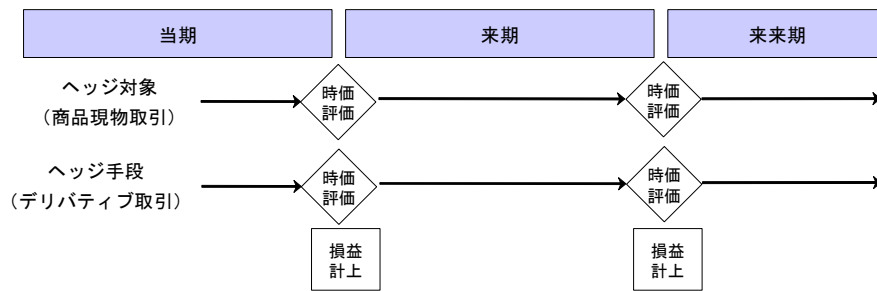 当期
来期
来来期
ヘッジ対象
（商品現物取引）
時価
評価
時価
評価
ヘッジ手段
（デリバティブ取引）
時価
評価
時価
評価
損益
計上
損益
計上